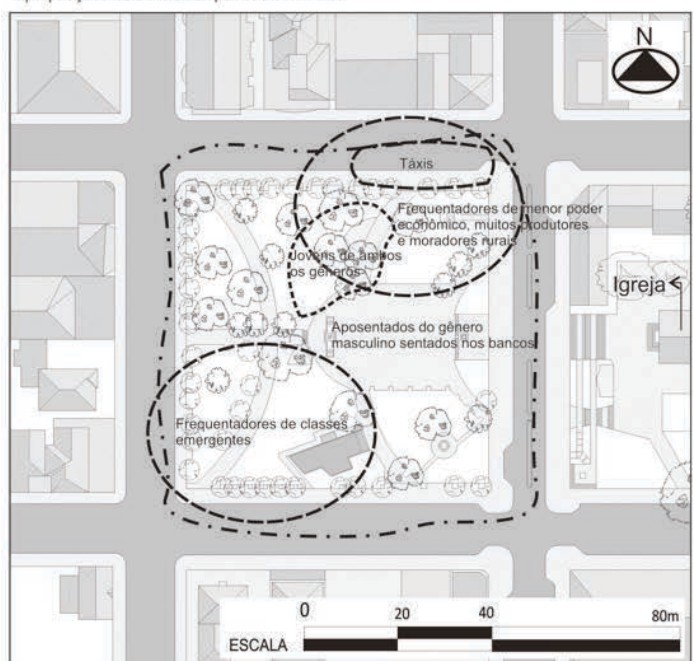 N
Táxis
Frequentadores de menor poder
econômico, muitos produtores
e moradores rurais
Jovens de ambos
os gêneros
Igreja
Aposentados do gênero
masculino sentados nos bancos
Frequentadores de classes
emergentes
0 20 40 80m
ESCALA